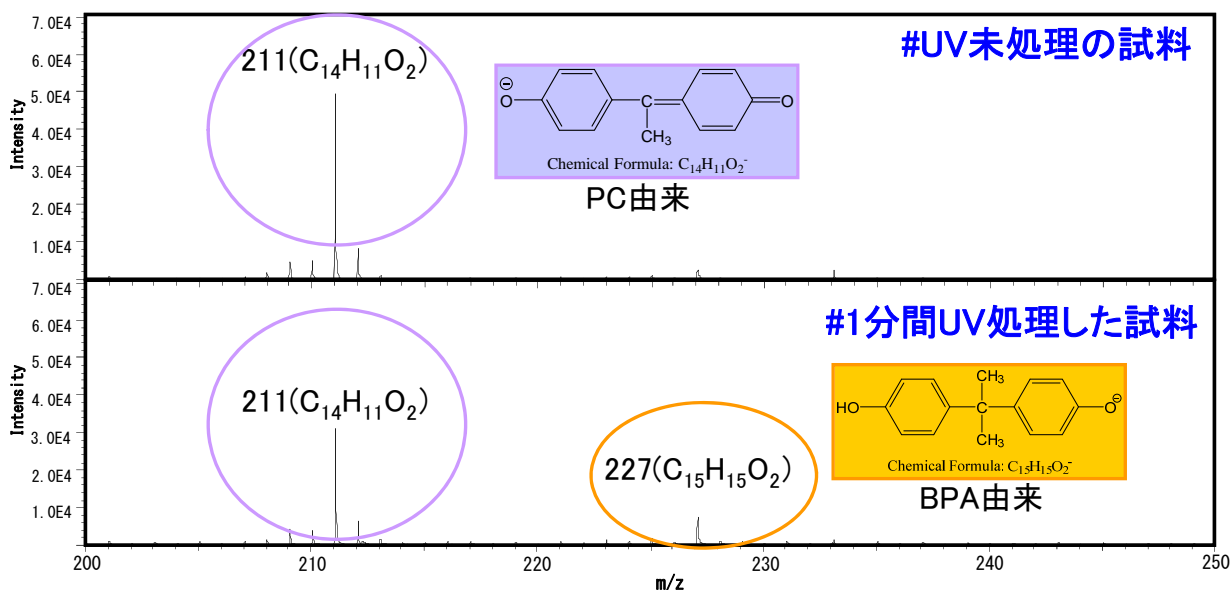 #UV未処理の試料
7.0E4
6.0E4
5.0E4
4.0E4
3.0E4
2.0E4
1.0E4
Intensity
211(C₁₄H₁₁O₂)
⊖
O
C
O
CH₃
Chemical Formula: C₁₄H₁₁O₂⁻
PC由来
#1分間UV処理した試料
7.0E4
6.0E4
5.0E4
4.0E4
3.0E4
2.0E4
1.0E4
Intensity
211(C₁₄H₁₁O₂)
227(C₁₅H₁₅O₂)
CH₃
HO
C
O⊖
CH₃
Chemical Formula: C₁₅H₁₅O₂⁻
BPA由来
200 210 220 230 240 250
m/z